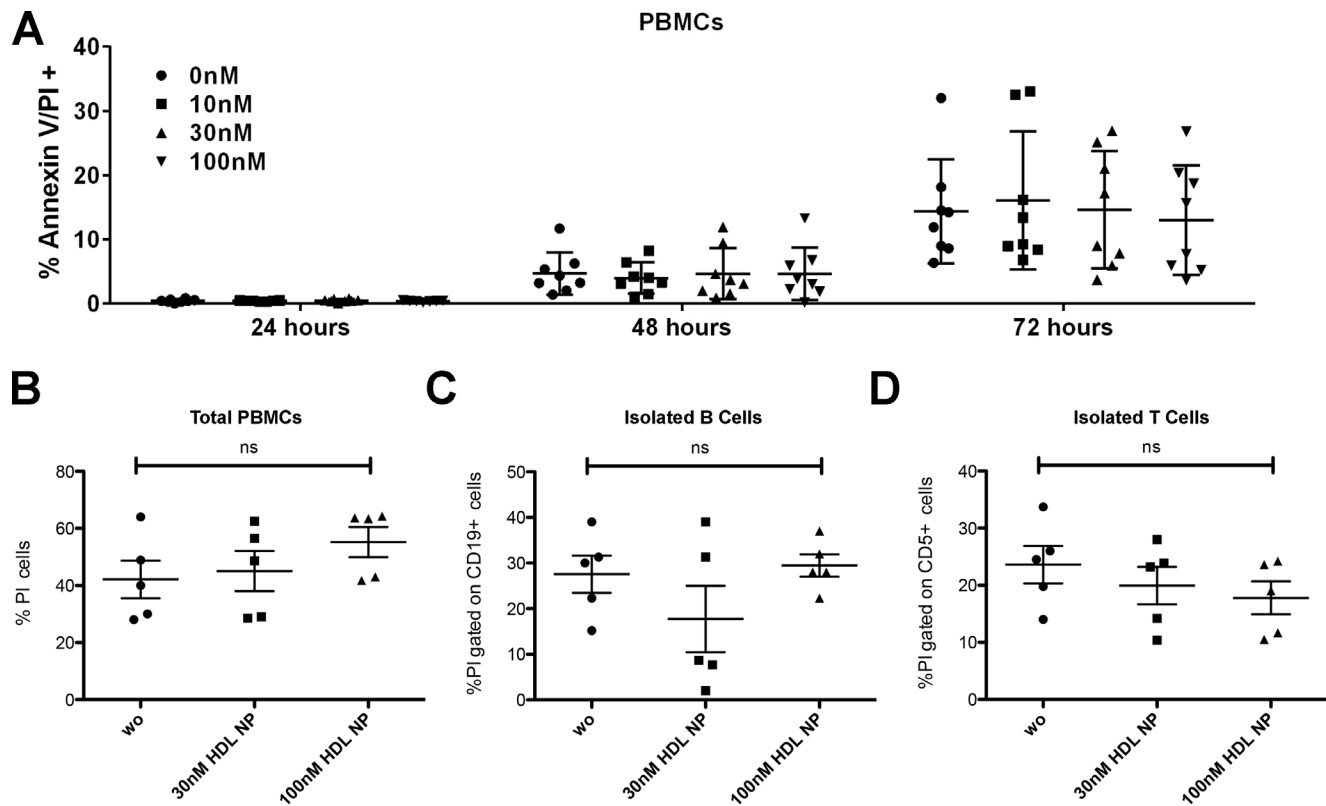 A
PBMCs
% Annexin V/PI +
40
30
20
10
0
0nM
10nM
30nM
100nM
24 hours
48 hours
72 hours
B
Total PBMCs
ns
% PI cells
80
60
40
20
0
wo
30nM HDL NP
100nM HDL NP
C
Isolated B Cells
ns
%PI gated on CD19+ cells
50
40
30
20
10
0
wo
30nM HDL NP
100nM HDL NP
D
Isolated T Cells
ns
%PI gated on CD5+ cells
40
30
20
10
0
wo
30nM HDL NP
100nM HDL NP